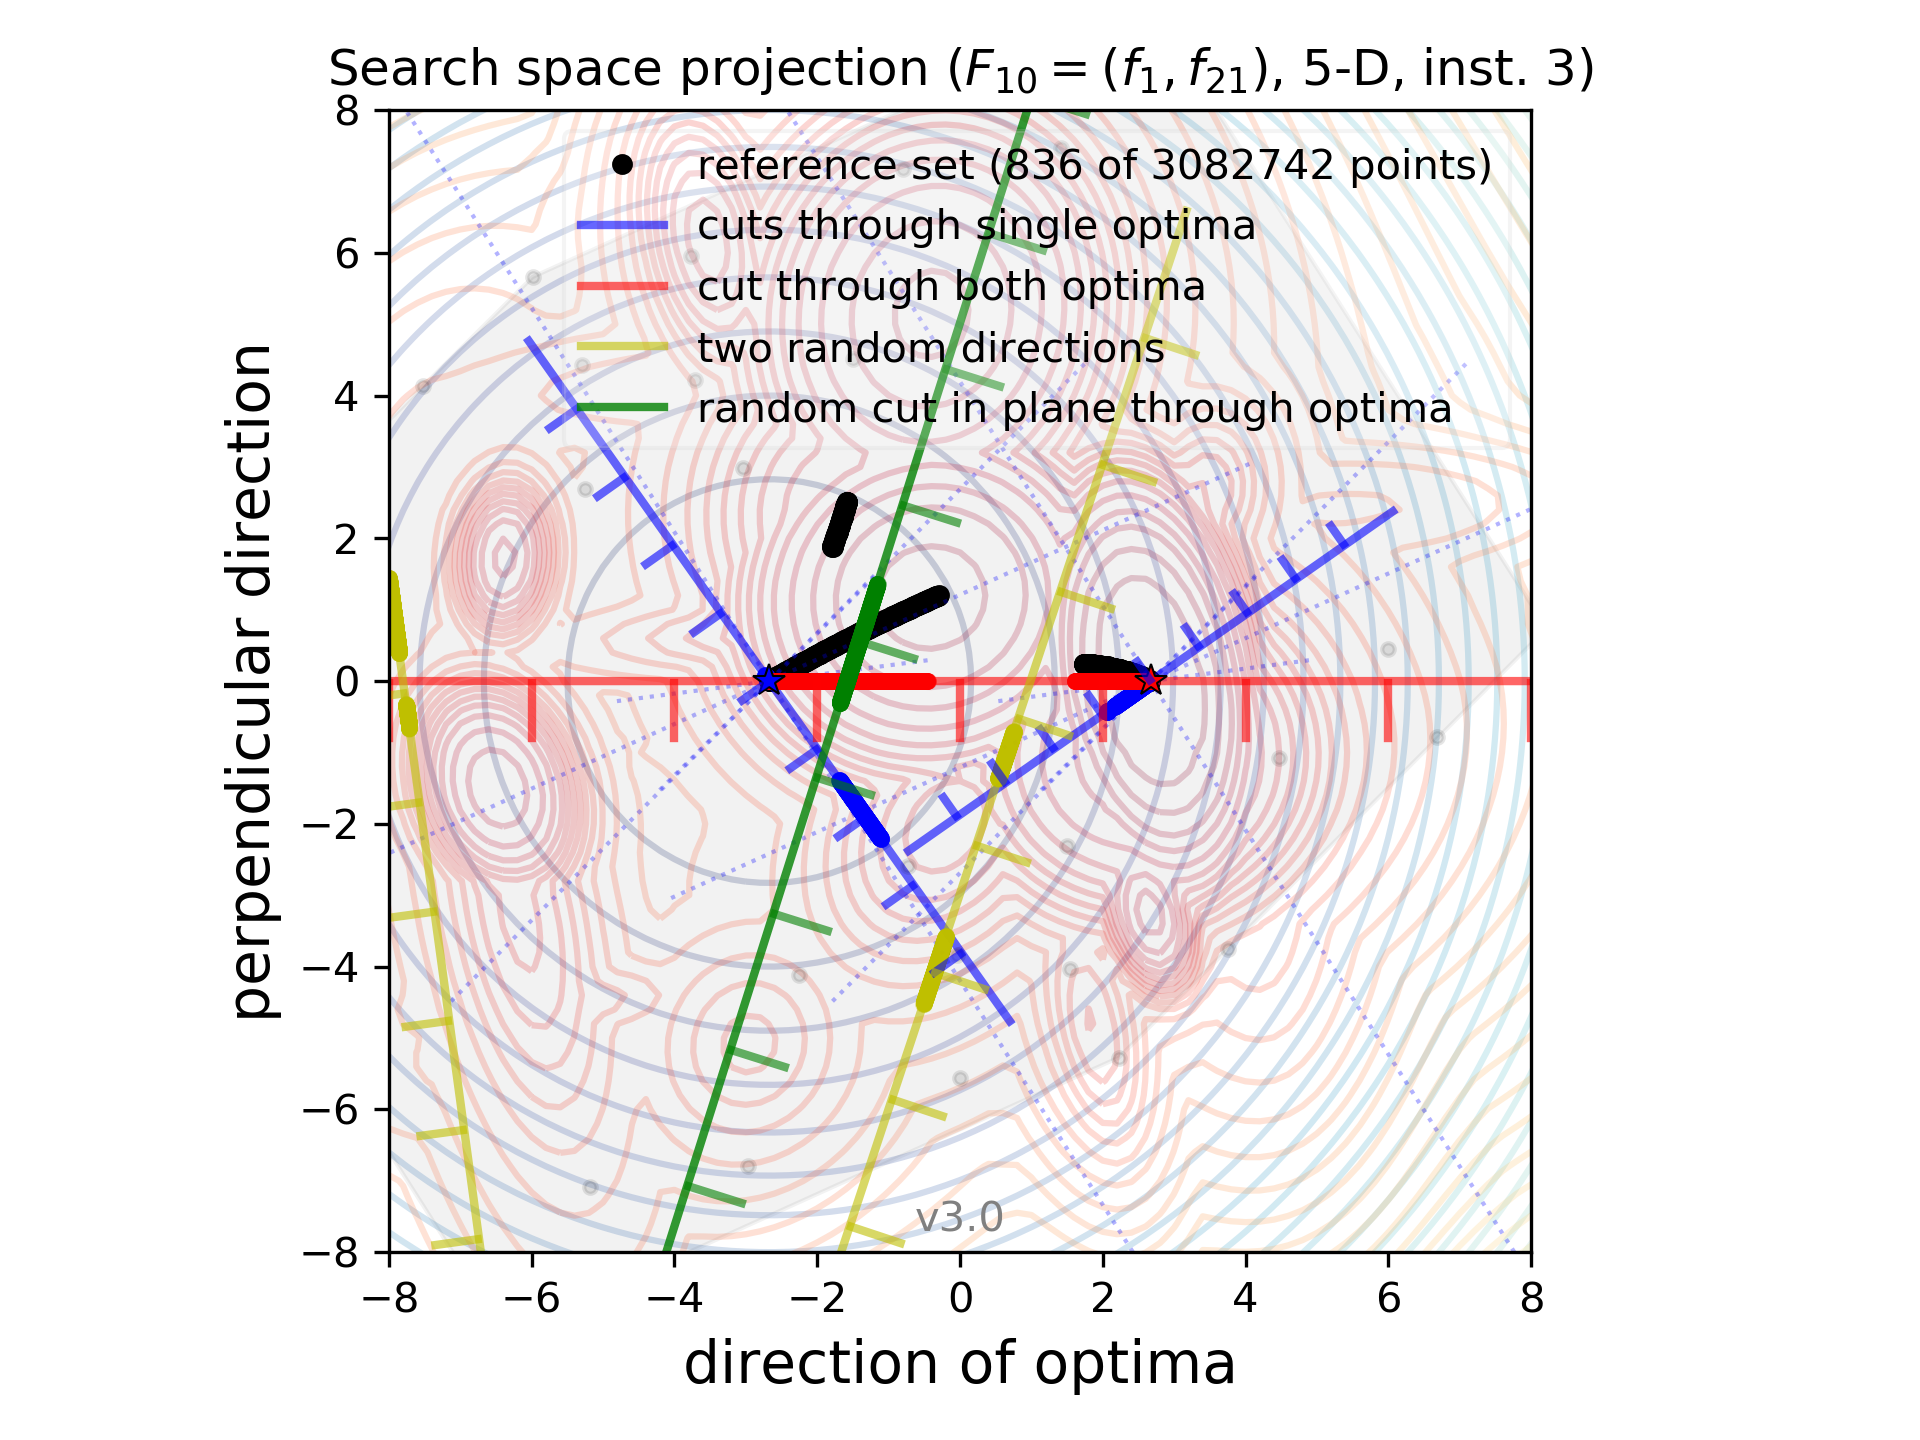 Search space projection (F₁₀ = (f₁, f₂₁), 5-D, inst. 3)
reference set (836 of 3082742 points)
cuts through single optima
cut through both optima
two random directions
random cut in plane through optima
perpendicular direction
8
6
4
2
0
−2
−4
−6
−8
v3.0
−8 −6 −4 −2 0 2 4 6 8
direction of optima